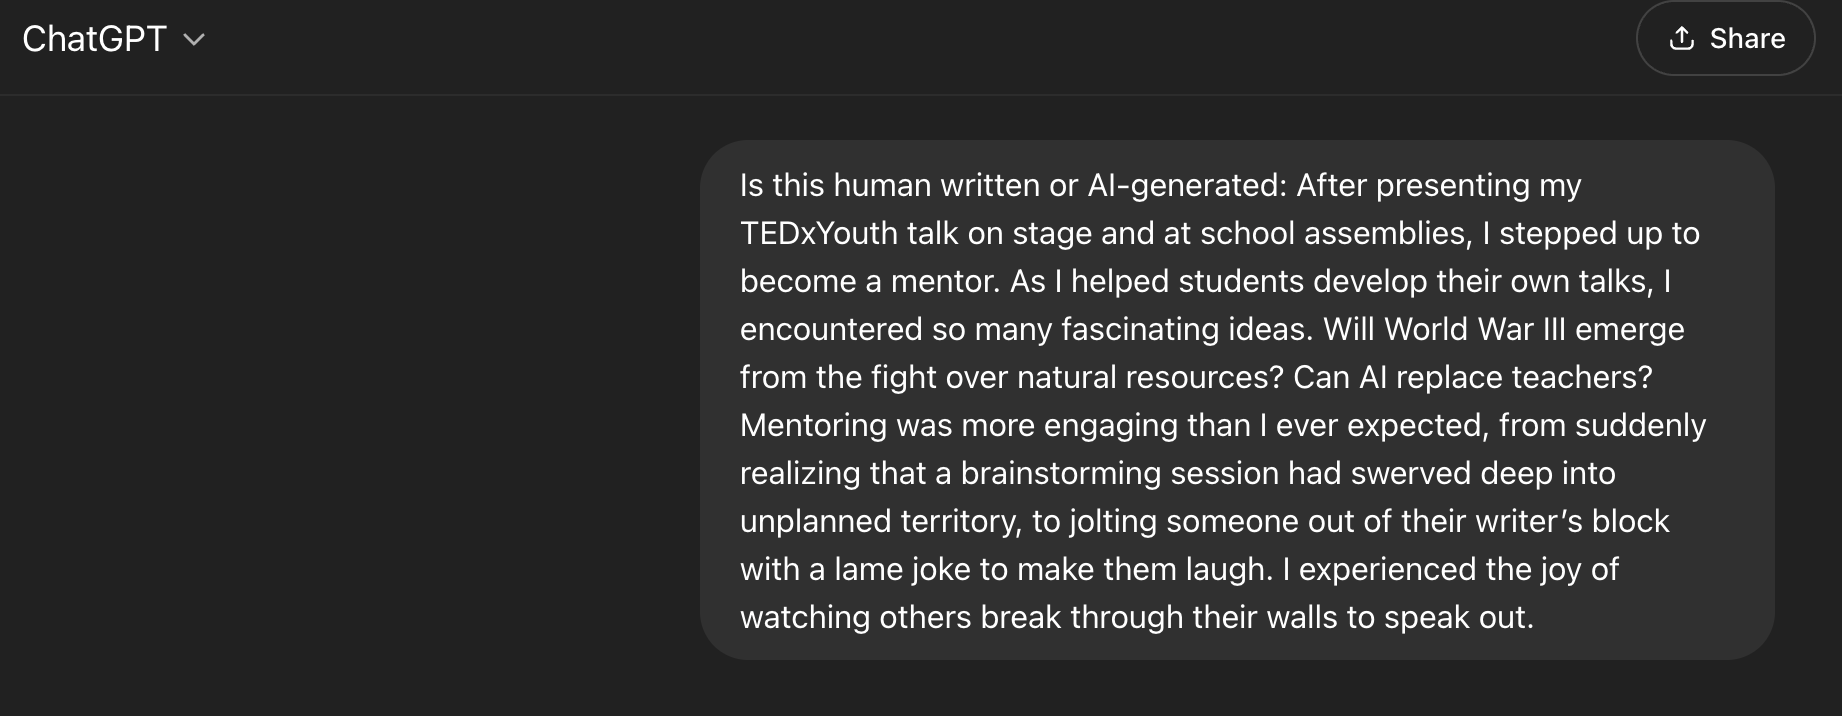 ChatGPT
Share
Is this human written or AI-generated: After presenting my
TEDxYouth talk on stage and at school assemblies, I stepped up to
become a mentor. As I helped students develop their own talks, I
encountered so many fascinating ideas. Will World War III emerge
from the fight over natural resources? Can AI replace teachers?
Mentoring was more engaging than I ever expected, from suddenly
realizing that a brainstorming session had swerved deep into
unplanned territory, to jolting someone out of their writer’s block
with a lame joke to make them laugh. I experienced the joy of
watching others break through their walls to speak out.